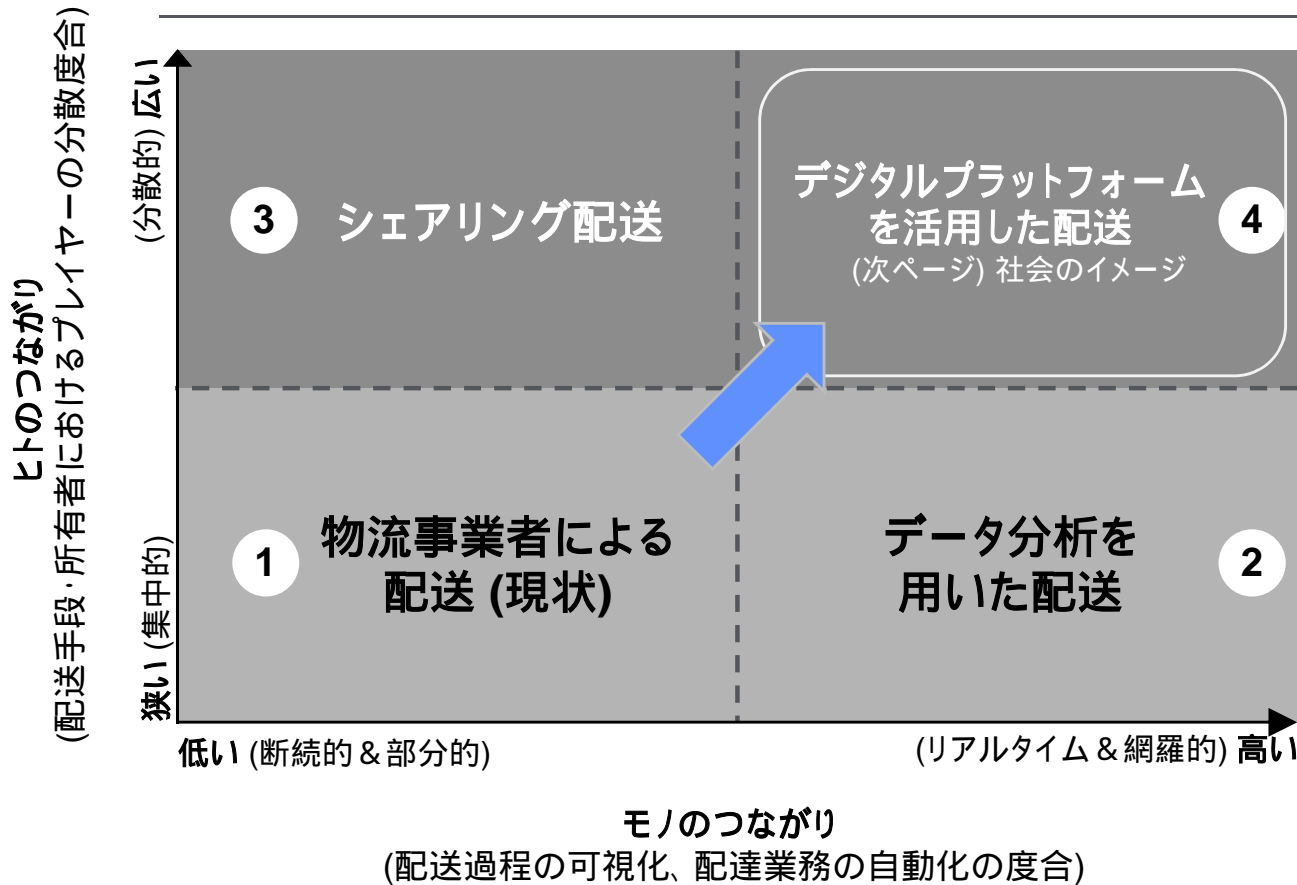 ヒトのつながり
(配送手段・所有者におけるプレイヤーの分散度合)
(分散的) 広い
狭い (集中的)
3
シェアリング配送
デジタルプラットフォーム
を活用した配送
(次ページ) 社会のイメージ
4
1
物流事業者による
配送 (現状)
データ分析を
用いた配送
2
低い (断続的&部分的)
(リアルタイム&網羅的) 高い
モノのつながり
(配送過程の可視化、配達業務の自動化の度合)